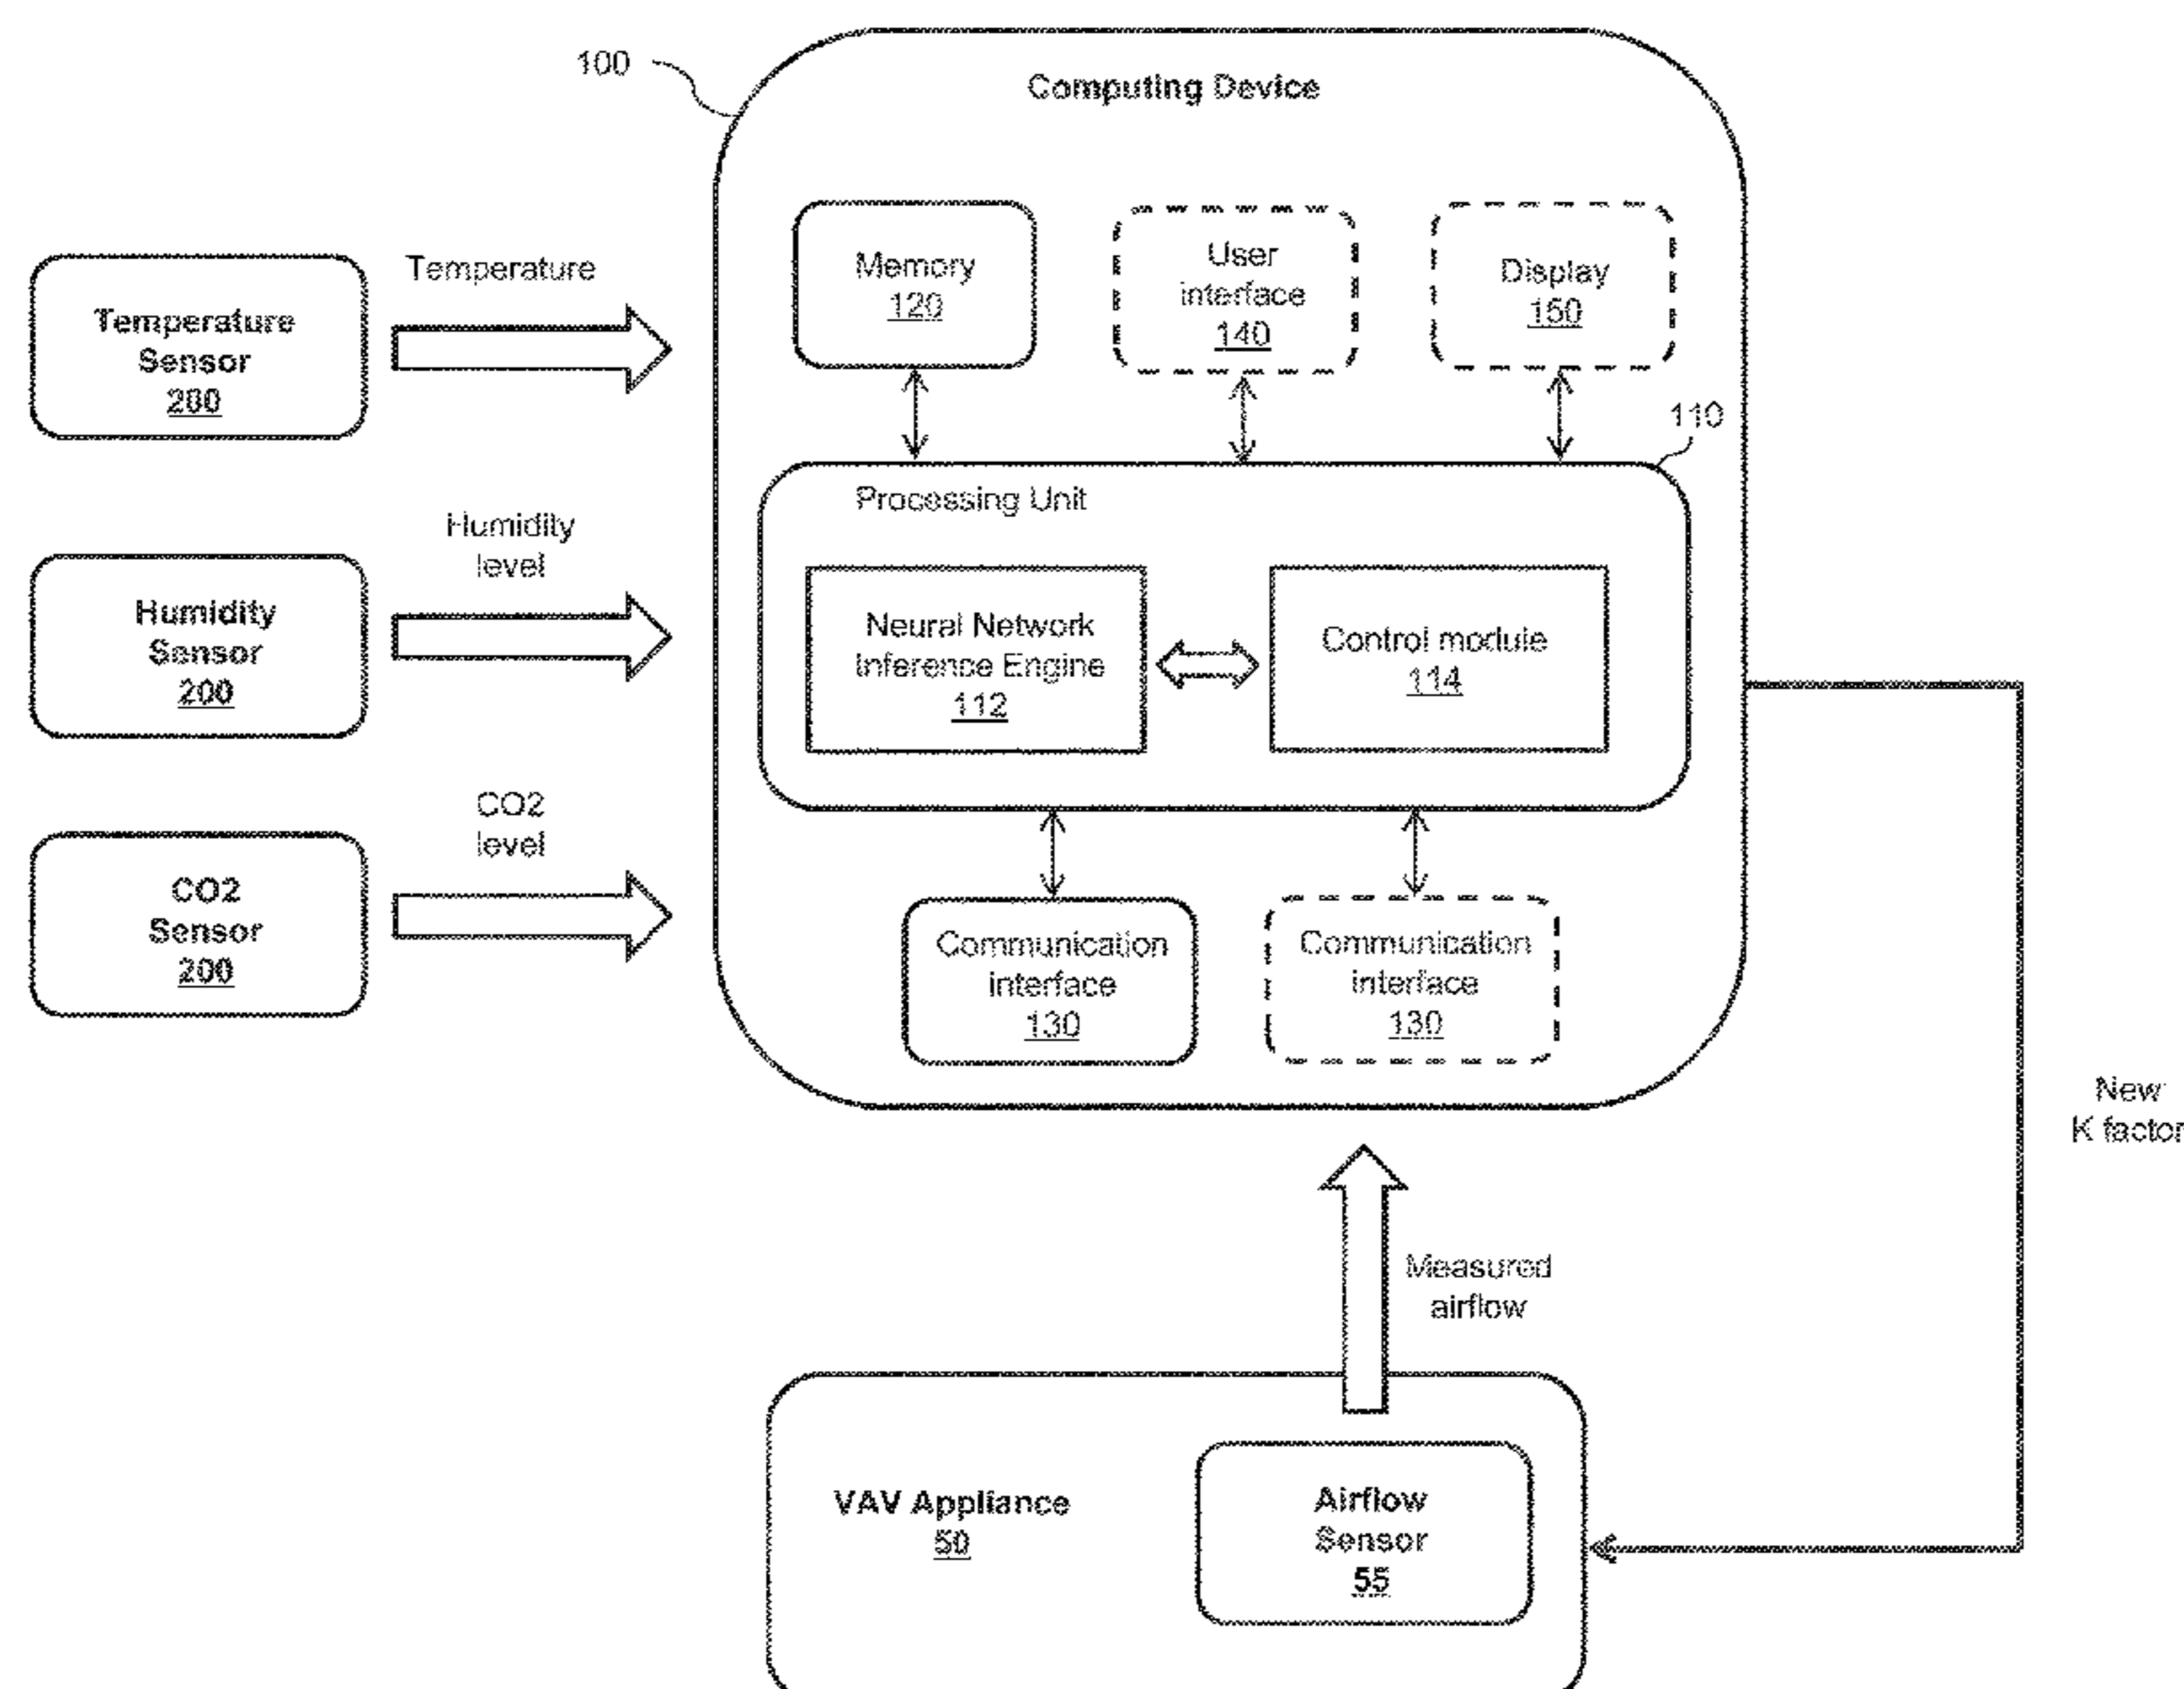 100
Computing Device
Temperature
Sensor
200
Temperature
Memory
120
User
interface
140
Display
150
110
Processing Unit
Humidity
Sensor
200
Humidity
level
Neural Network
Inference Engine
112
Control module
114
CO2
Sensor
200
CO2
level
Communication
interface
130
Communication
interface
130
New
K factor
Measured
airflow
VAV Appliance
50
Airflow
Sensor
55